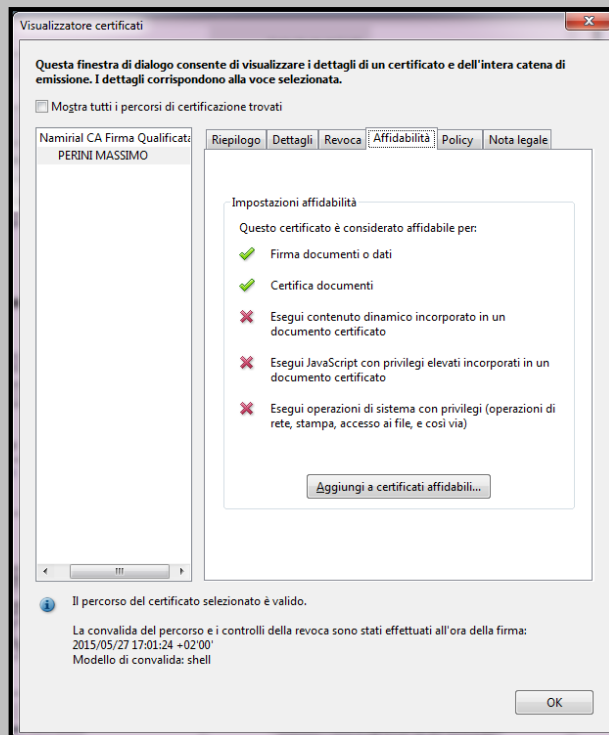 Visualizzatore certificati
Questa finestra di dialogo consente di visualizzare i dettagli di un certificato e dell'intera catena di
emissione. I dettagli corrispondono alla voce selezionata.
Mostra tutti i percorsi di certificazione trovati
Namirial CA Firma Qualificata
PERINI MASSIMO
Riepilogo Dettagli Revoca Affidabilità Policy Nota legale
Impostazioni affidabilità
Questo certificato è considerato affidabile per:
Firma documenti o dati
Certifica documenti
Esegui contenuto dinamico incorporato in un
documento certificato
Esegui JavaScript con privilegi elevati incorporati in un
documento certificato
Esegui operazioni di sistema con privilegi (operazioni di
rete, stampa, accesso ai file, e così via)
Aggiungi a certificati affidabili...
Il percorso del certificato selezionato è valido.
La convalida del percorso e i controlli della revoca sono stati effettuati all'ora della firma:
2015/05/27 17:01:24 +02'00'
Modello di convalida: shell
OK